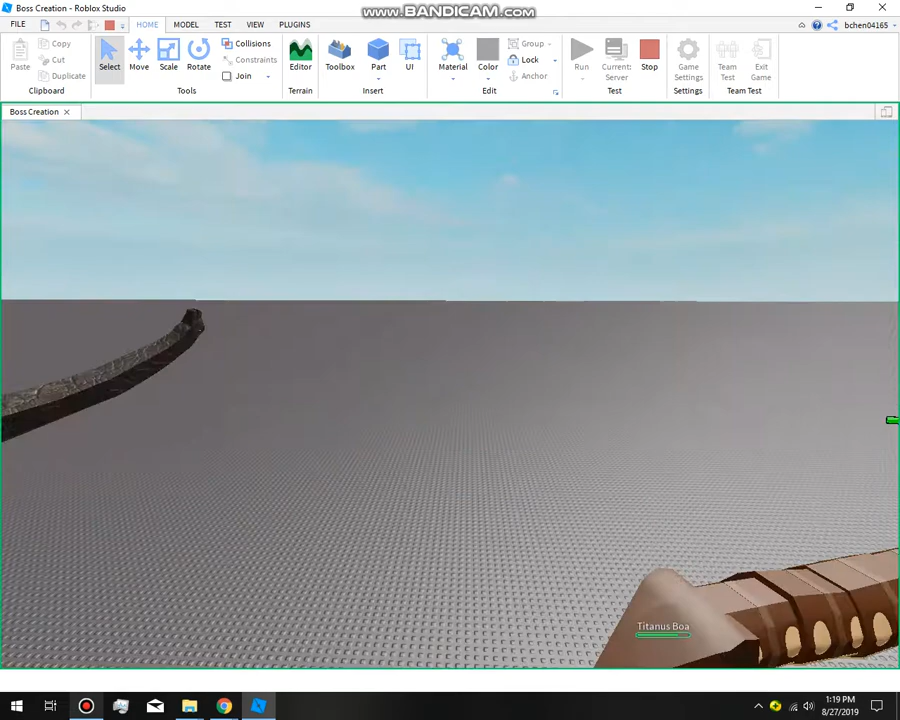 Boss Creation - Roblox Studio
www.BANDICAM.com
FILE
HOME
MODEL
TEST
VIEW
PLUGINS
bchen04165
Paste
Copy
Cut
Duplicate
Clipboard
Select
Move
Scale
Rotate
Collisions
Constraints
Join
Tools
Editor
Terrain
Toolbox
Part
UI
Insert
Material
Color
Group
Lock
Anchor
Edit
Run
Current:
Server
Stop
Test
Game
Settings
Settings
Team
Test
Exit
Game
Team Test
Boss Creation
Titanus Boa
1:19 PM
8/27/2019